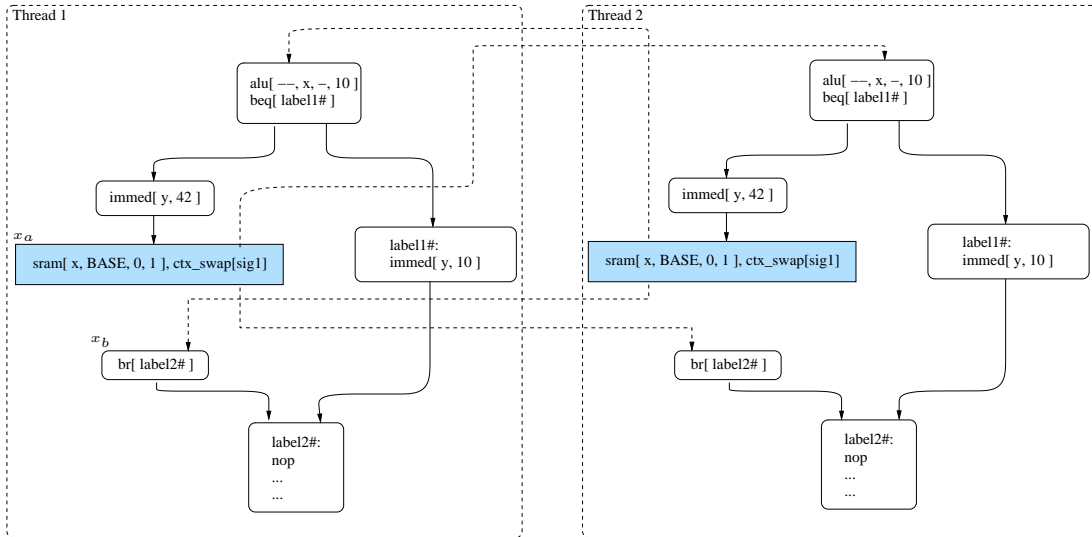 Thread 1
alu[ −−, x, −, 10 ]
beq[ label1# ]
immed[ y, 42 ]
x_a
sram[ x, BASE, 0, 1 ], ctx_swap[sig1]
label1#:
immed[ y, 10 ]
x_b
br[ label2# ]
label2#:
nop
...
...
Thread 2
alu[ −−, x, −, 10 ]
beq[ label1# ]
immed[ y, 42 ]
sram[ x, BASE, 0, 1 ], ctx_swap[sig1]
label1#:
immed[ y, 10 ]
br[ label2# ]
label2#:
nop
...
...